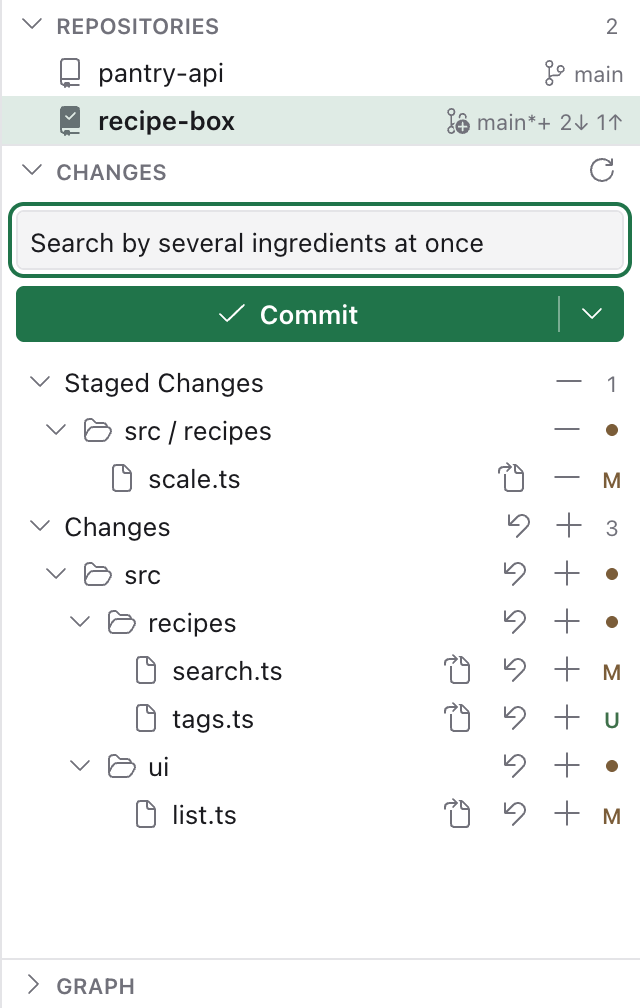 REPOSITORIES 2
pantry-api main
recipe-box main*+ 2↓ 1↑
CHANGES
Search by several ingredients at once
Commit
Staged Changes 1
src / recipes
scale.ts M
Changes 3
src
recipes
search.ts M
tags.ts U
ui
list.ts M
GRAPH